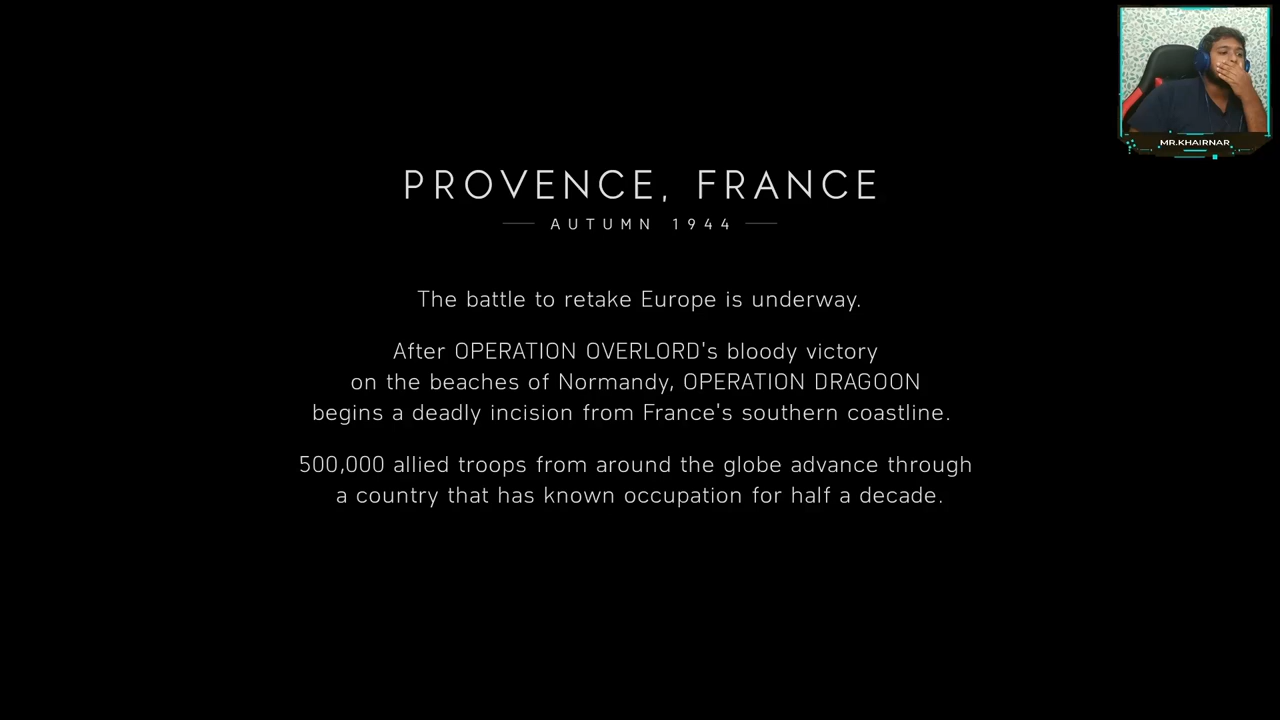 PROVENCE, FRANCE
AUTUMN 1944
The battle to retake Europe is underway.
After OPERATION OVERLORD's bloody victory
on the beaches of Normandy, OPERATION DRAGOON
begins a deadly incision from France's southern coastline.
500,000 allied troops from around the globe advance through
a country that has known occupation for half a decade.
MR.KHAIRNAR